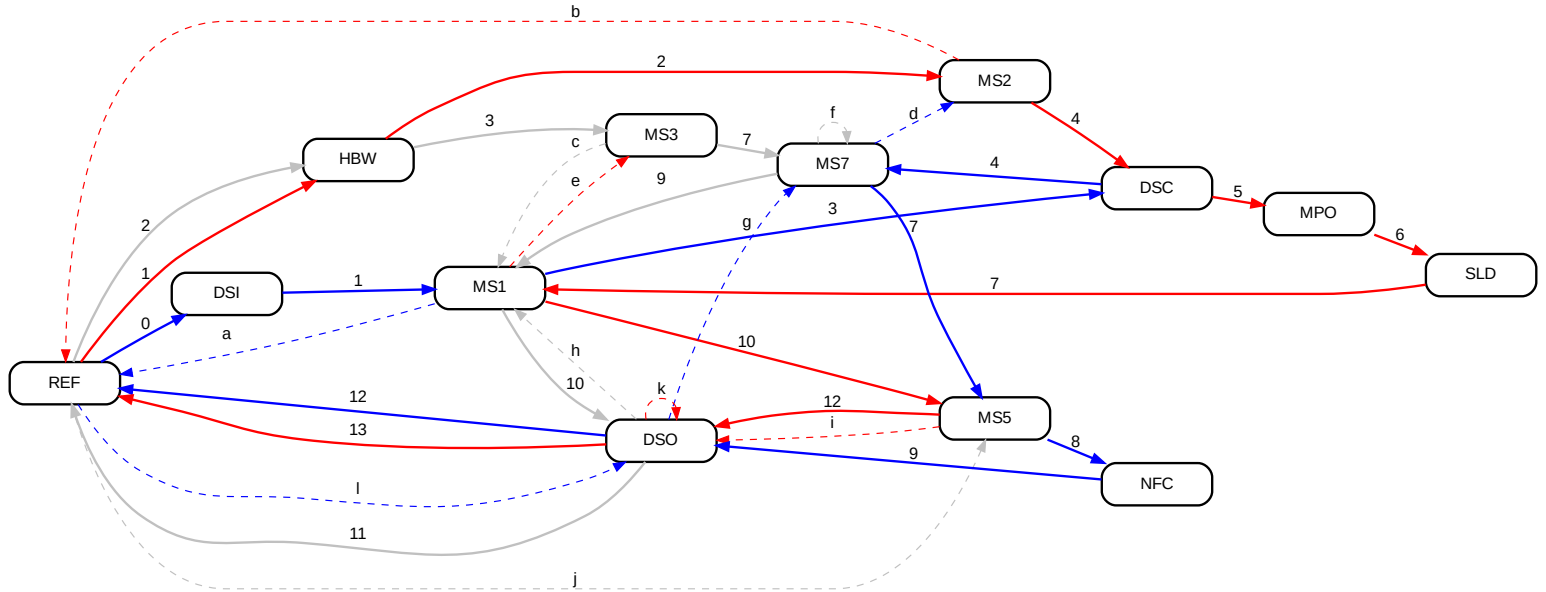 b
2
MS2
3
MS3
c
7
f
d
4
HBW
MS7
e
9
4
DSC
5
MPO
2
g
3
7
6
1
DSI
1
MS1
7
SLD
0
a
10
h
10
REF
12
k
12
MS5
13
i
DSO
8
9
NFC
l
11
j